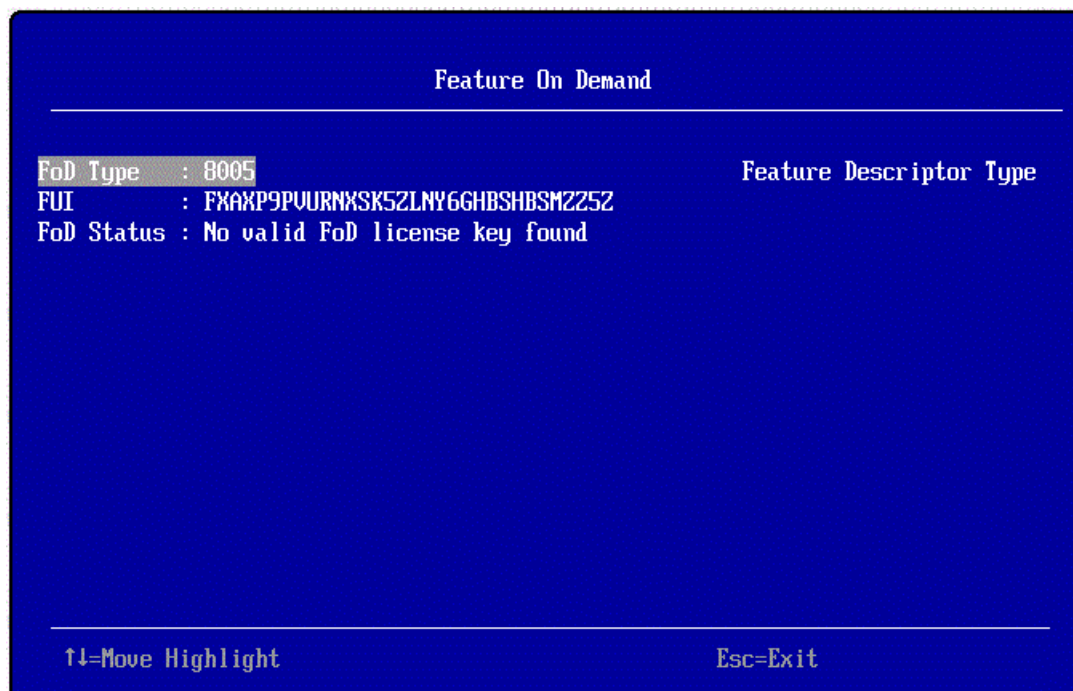 Feature On Demand
FoD Type : 8005 Feature Descriptor Type
FUI : FXAXP9PVURNXSK5ZLNY6GHBSHBSMZZ5Z
FoD Status : No valid FoD license key found
↑↓=Move Highlight Esc=Exit